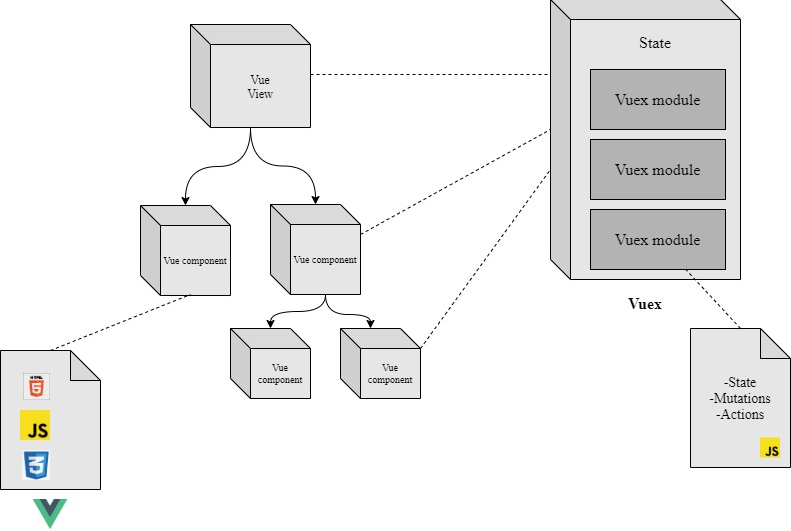 State
Vue
View
Vuex module
Vuex module
Vuex module
Vue component
Vue component
Vuex
Vue
component
Vue
component
HTML
5
JS
3
-State
-Mutations
-Actions
JS